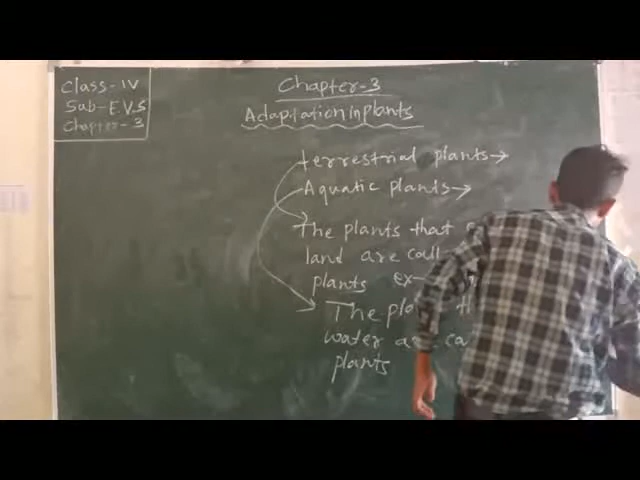 Class-IV
Sub-E.V.S
Chapter-3
Chapter-3
Adaptation in plants
terrestrial plants→
Aquatic plants→
The plants that
land are call
plants ex-
The
water
plants